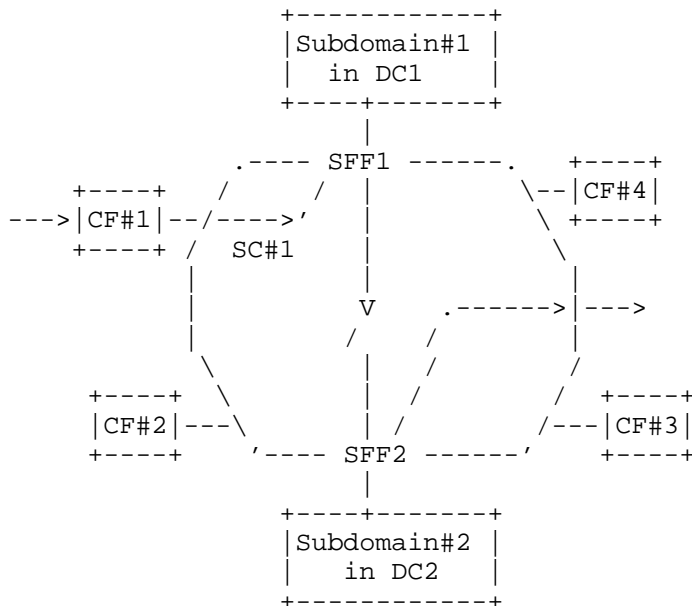 +------------+
|Subdomain#1 |
|   in DC1   |
+----+-------+
|
.---- SFF1 ------.   +----+
+----+   /   / |   \--|CF#4|
--->|CF#1|--/---->'   |   \   +----+
+----+ /  SC#1   |   \
|   |   |
|   V   .------>|--->
|   /   /   |
\   |   /   /
+----+   \   |   /   /   +----+
|CF#2|---\   |  /   /---|CF#3|
+----+   '---- SFF2 ------'   +----+
|
+----+-------+
|Subdomain#2 |
|   in DC2   |
+------------+